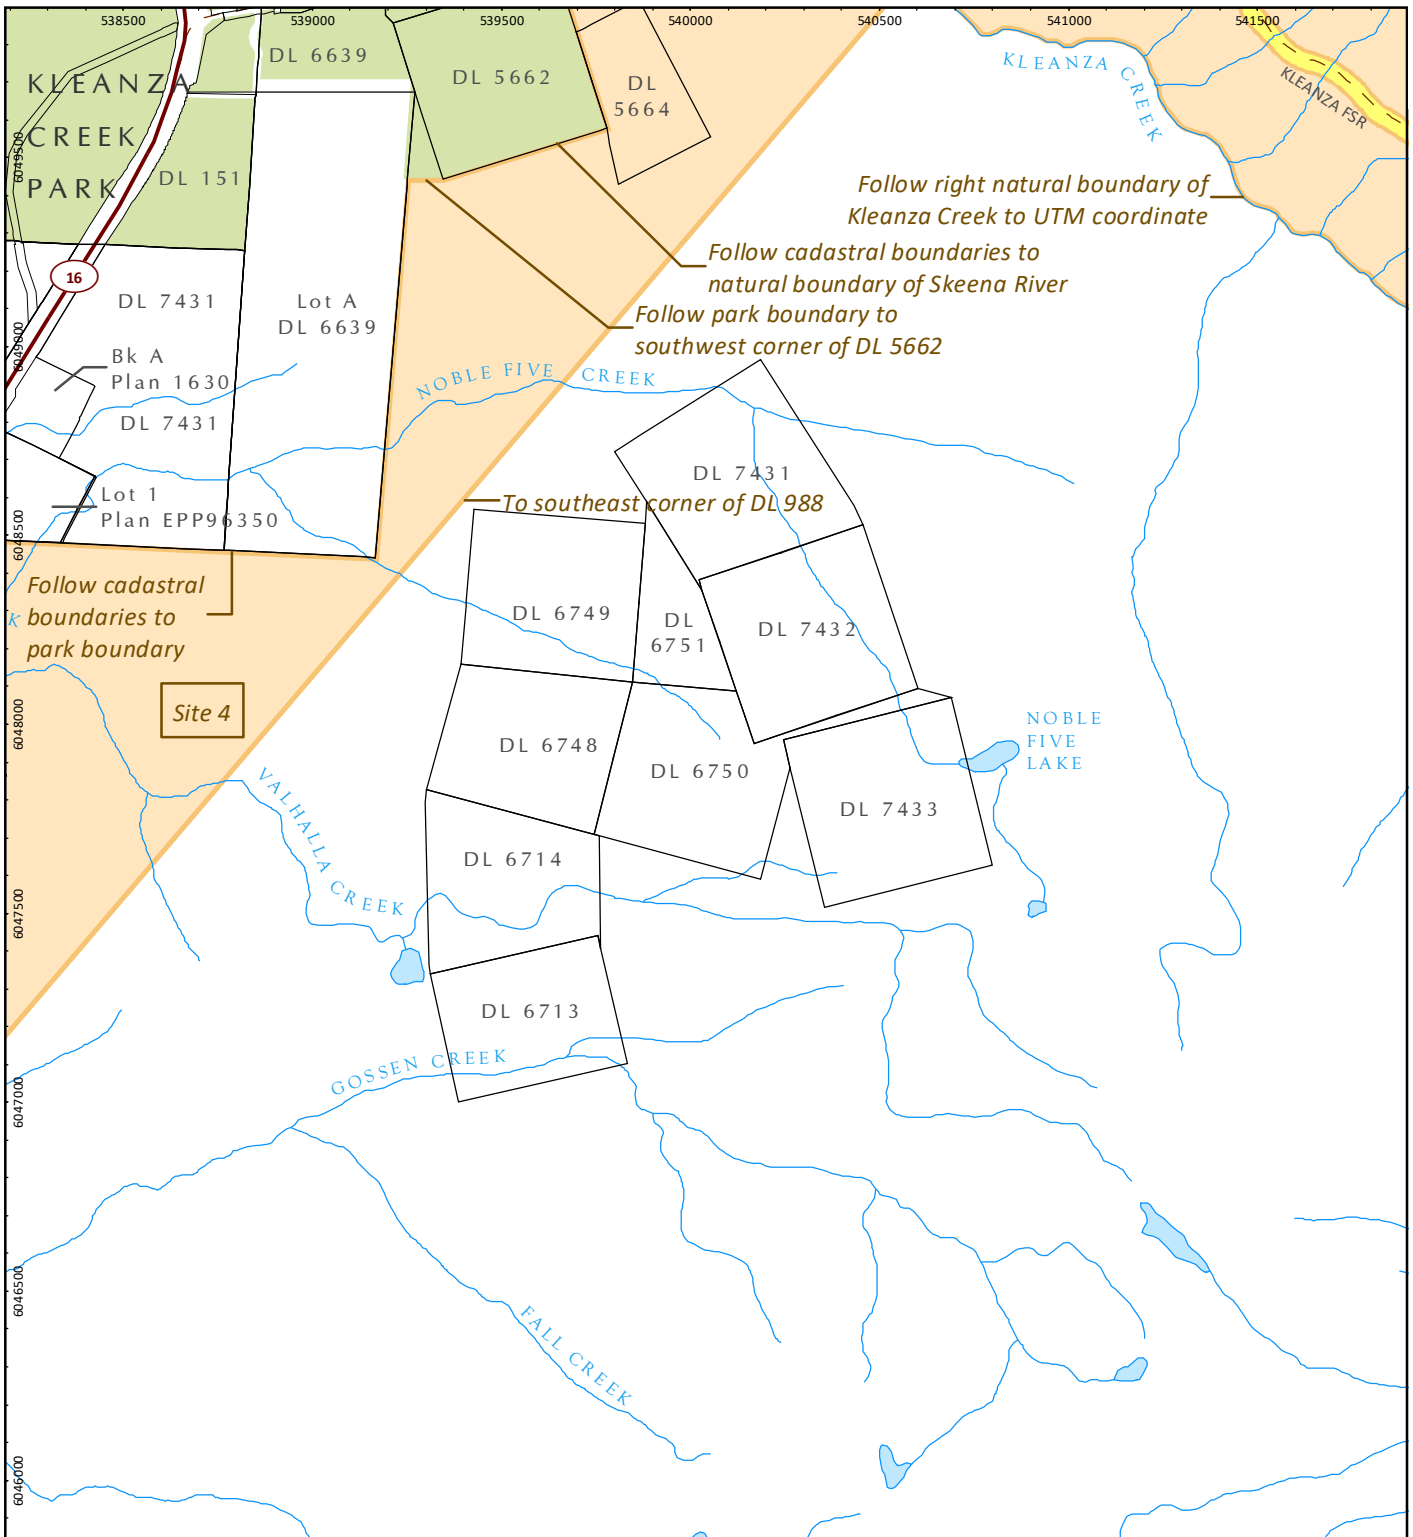 538500
539000
539500
540000
540500
541000
541500
6049500
6049000
6048500
6048000
6047500
6047000
6046500
6046000
DL 6639
DL 5662
DL
5664
KLEANZA
CREEK
PARK
DL 151
KLEANZA CREEK
KLEANZA FSR
Follow right natural boundary of
Kleanza Creek to UTM coordinate
Follow cadastral boundaries to
natural boundary of Skeena River
Follow park boundary to
southwest corner of DL 5662
16
DL 7431
Lot A
DL 6639
Bk A
Plan 1630
DL 7431
NOBLE FIVE CREEK
DL 7431
To southeast corner of DL 988
Lot 1
Plan EPP96350
Follow cadastral
boundaries to
park boundary
K
Site 4
DL 6749
DL
6751
DL 7432
DL 6748
DL 6750
NOBLE
FIVE
LAKE
DL 7433
VALHALLA CREEK
DL 6714
DL 6713
GOSSEN CREEK
FALL CREEK